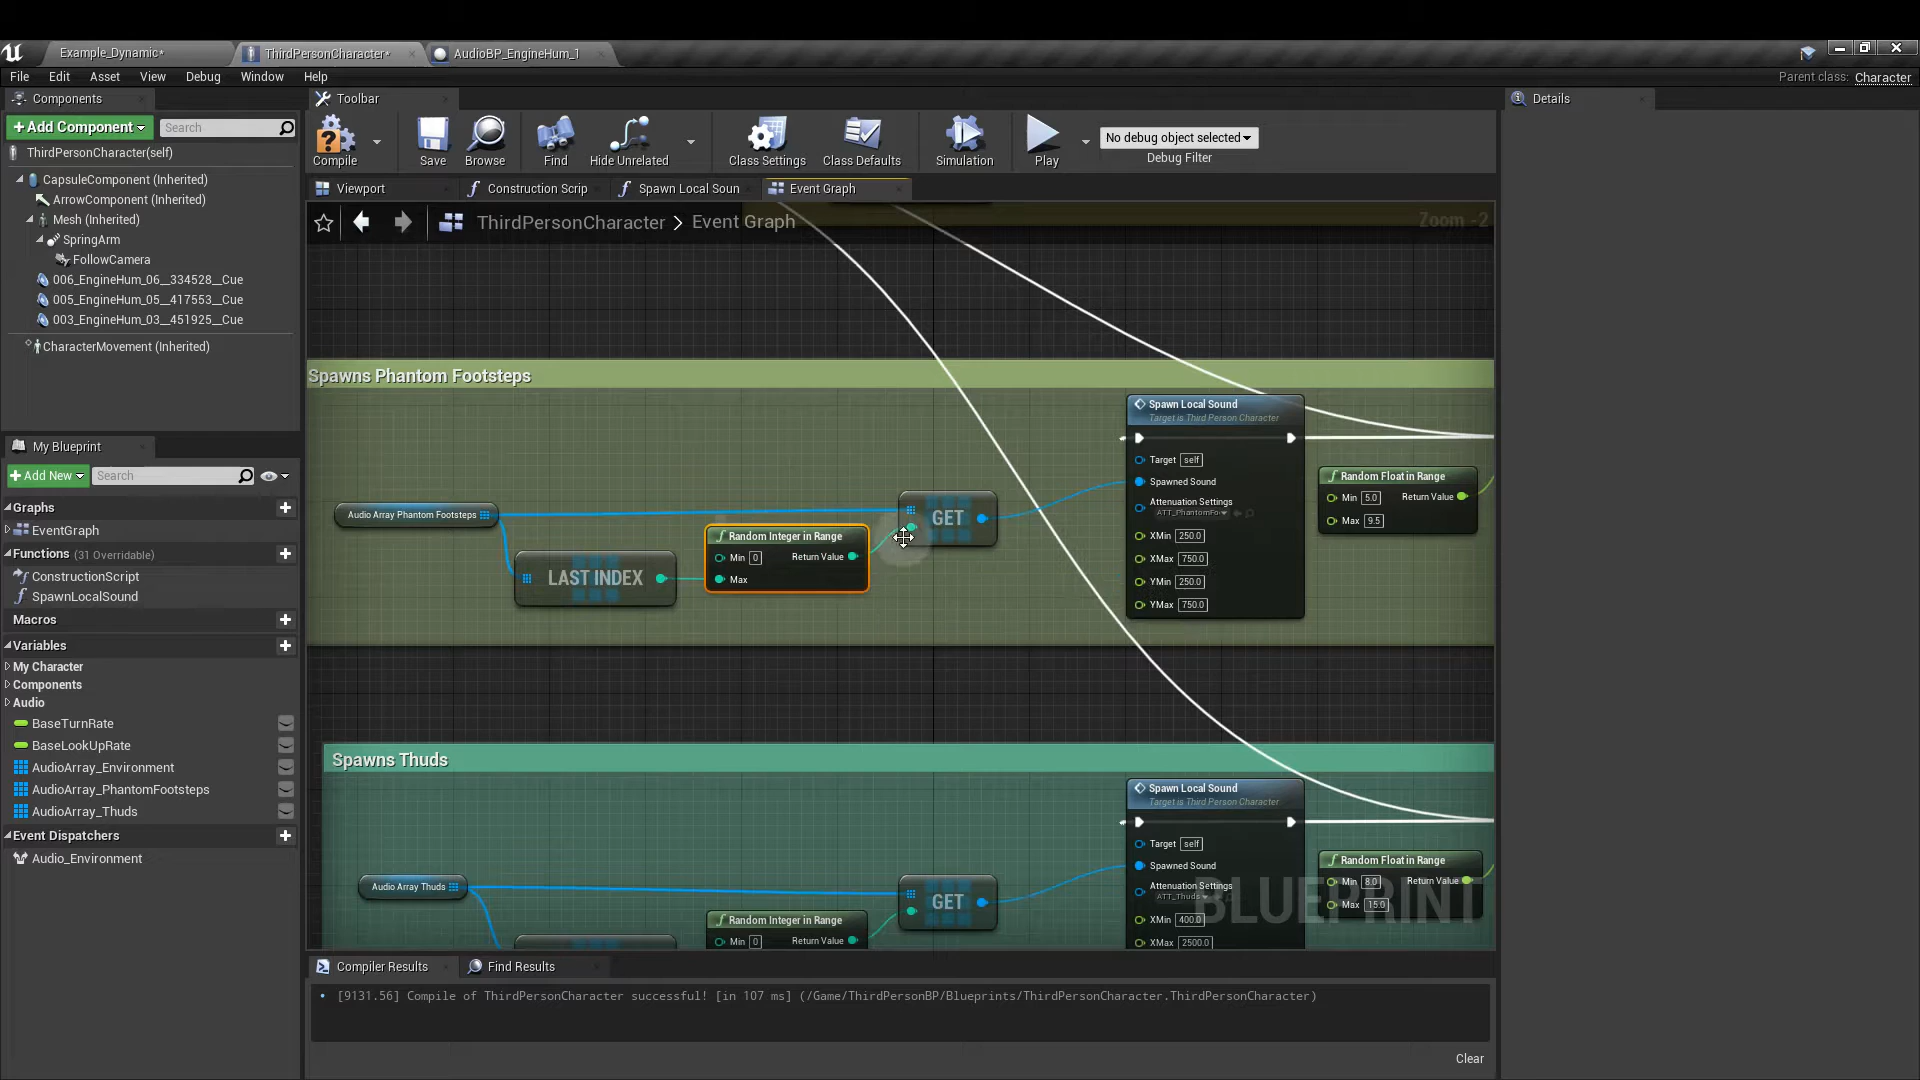 Example_Dynamic*
ThirdPersonCharacter*
AudioBP_EngineHum_1
File Edit Asset View Window Debug Help
Parent class: Character
Components
Toolbar
Details
+Add Component
Search
ThirdPersonCharacter(self)
CapsuleComponent (Inherited)
ArrowComponent (Inherited)
Mesh (Inherited)
SpringArm
FollowCamera
006_EngineHum_06__334528__Cue
005_EngineHum_05__417553__Cue
003_EngineHum_03__451925__Cue
CharacterMovement (Inherited)
Compile
Save
Browse
Find
Hide Unrelated
Class Settings
Class Defaults
Simulation
Play
No debug object selected
Debug Filter
Viewport
Construction Scrip
Spawn Local Soun
Event Graph
ThirdPersonCharacter > Event Graph
Zoom -2
My Blueprint
+Add New
Search
Graphs
EventGraph
Functions (31 Overridable)
ConstructionScript
SpawnLocalSound
Macros
Variables
My Character
Components
Audio
BaseTurnRate
BaseLookUpRate
AudioArray_Environment
AudioArray_PhantomFootsteps
AudioArray_Thuds
Event Dispatchers
Audio_Environment
Spawns Phantom Footsteps
Audio Array Phantom Footsteps
LAST INDEX
Random Integer in Range
Min 0
Return Value
Max
GET
Spawn Local Sound
Target is Third Person Character
Target self
Spawned Sound
Attenuation Settings
ATT_PhantomFo
XMin 250.0
XMax 750.0
YMin 250.0
YMax 750.0
Random Float in Range
Min 5.0
Return Value
Max 9.5
Spawns Thuds
Audio Array Thuds
Random Integer in Range
Min 0
Return Value
GET
Spawn Local Sound
Target is Third Person Character
Target self
Spawned Sound
Attenuation Settings
ATT_Thuds
XMin 400.0
XMax 2500.0
Random Float in Range
Min 8.0
Return Value
Max 15.0
BLUEPRINT
Compiler Results
Find Results
[9131.56] Compile of ThirdPersonCharacter successful! [in 107 ms] (/Game/ThirdPersonBP/Blueprints/ThirdPersonCharacter.ThirdPersonCharacter)
Clear